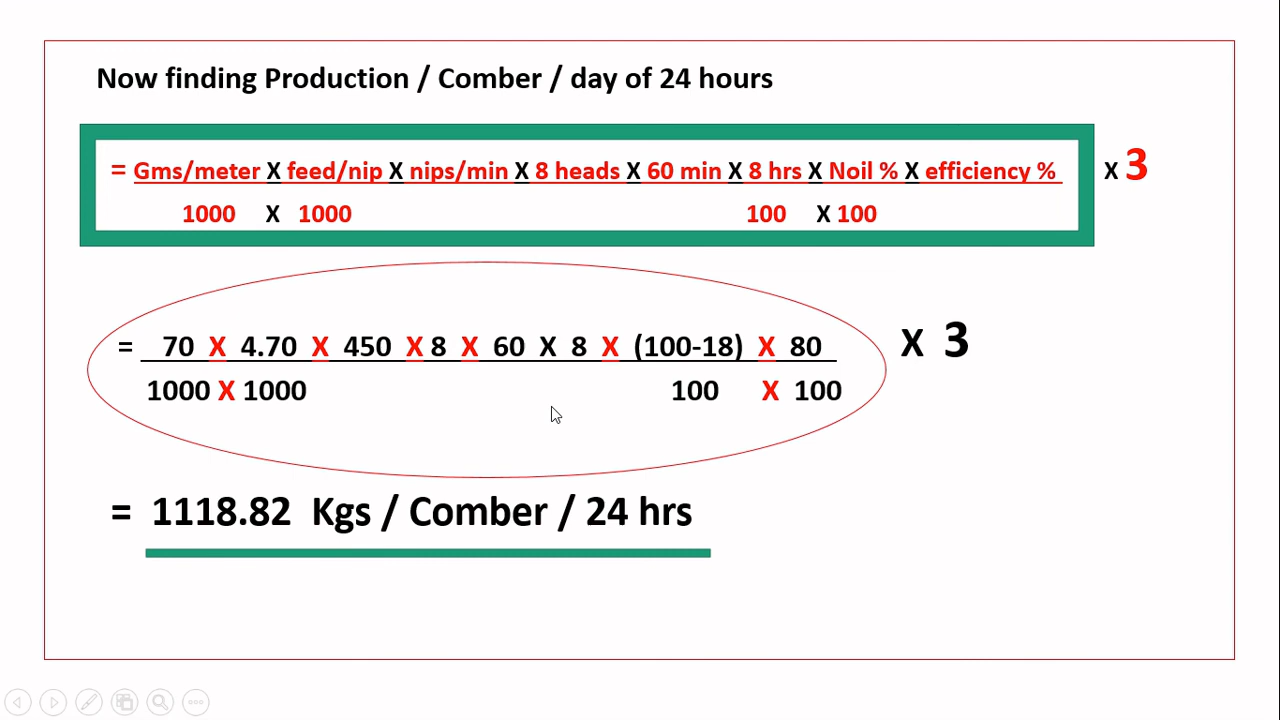 Now finding Production / Comber / day of 24 hours
= Gms/meter X feed/nip X nips/min X 8 heads X 60 min X 8 hrs X Noil % X efficiency % X 3
1000 X 1000 100 X 100
= 70 X 4.70 X 450 X 8 X 60 X 8 X (100-18) X 80 X 3
1000 X 1000 100 X 100
= 1118.82 Kgs / Comber / 24 hrs